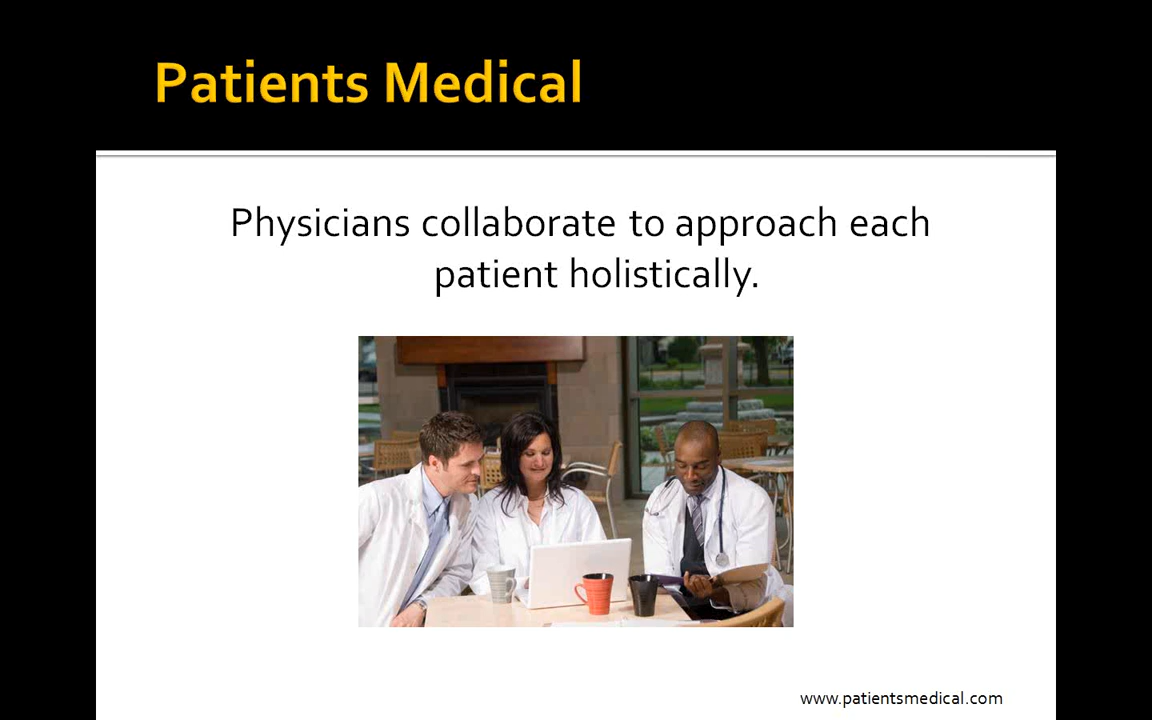 Patients Medical
Physicians collaborate to approach each
patient holistically.
www.patientsmedical.com